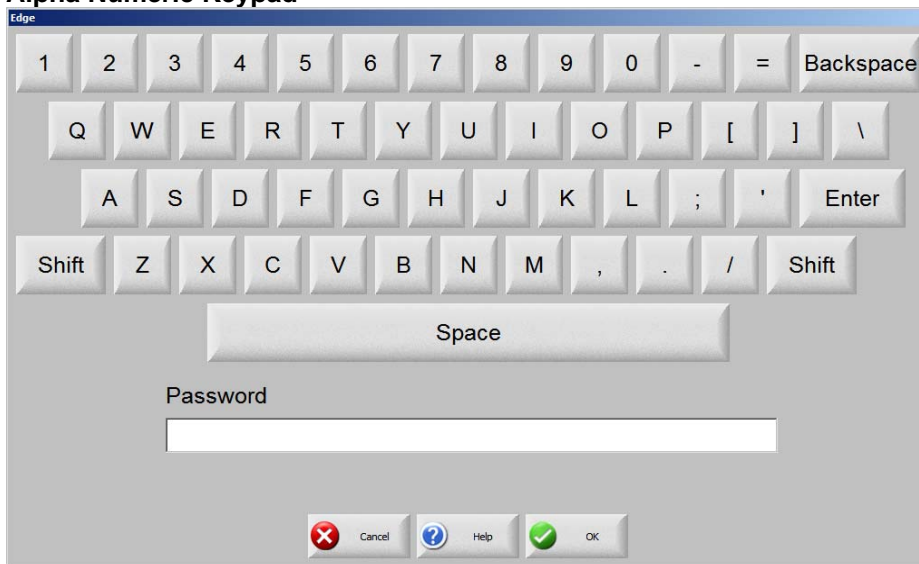 Alpha Numeric Keypad
Edge
1 2 3 4 5 6 7 8 9 0 - = Backspace
Q W E R T Y U I O P [ ] \
A S D F G H J K L ; ' Enter
Shift Z X C V B N M , . / Shift
Space
Password
Cancel Help OK